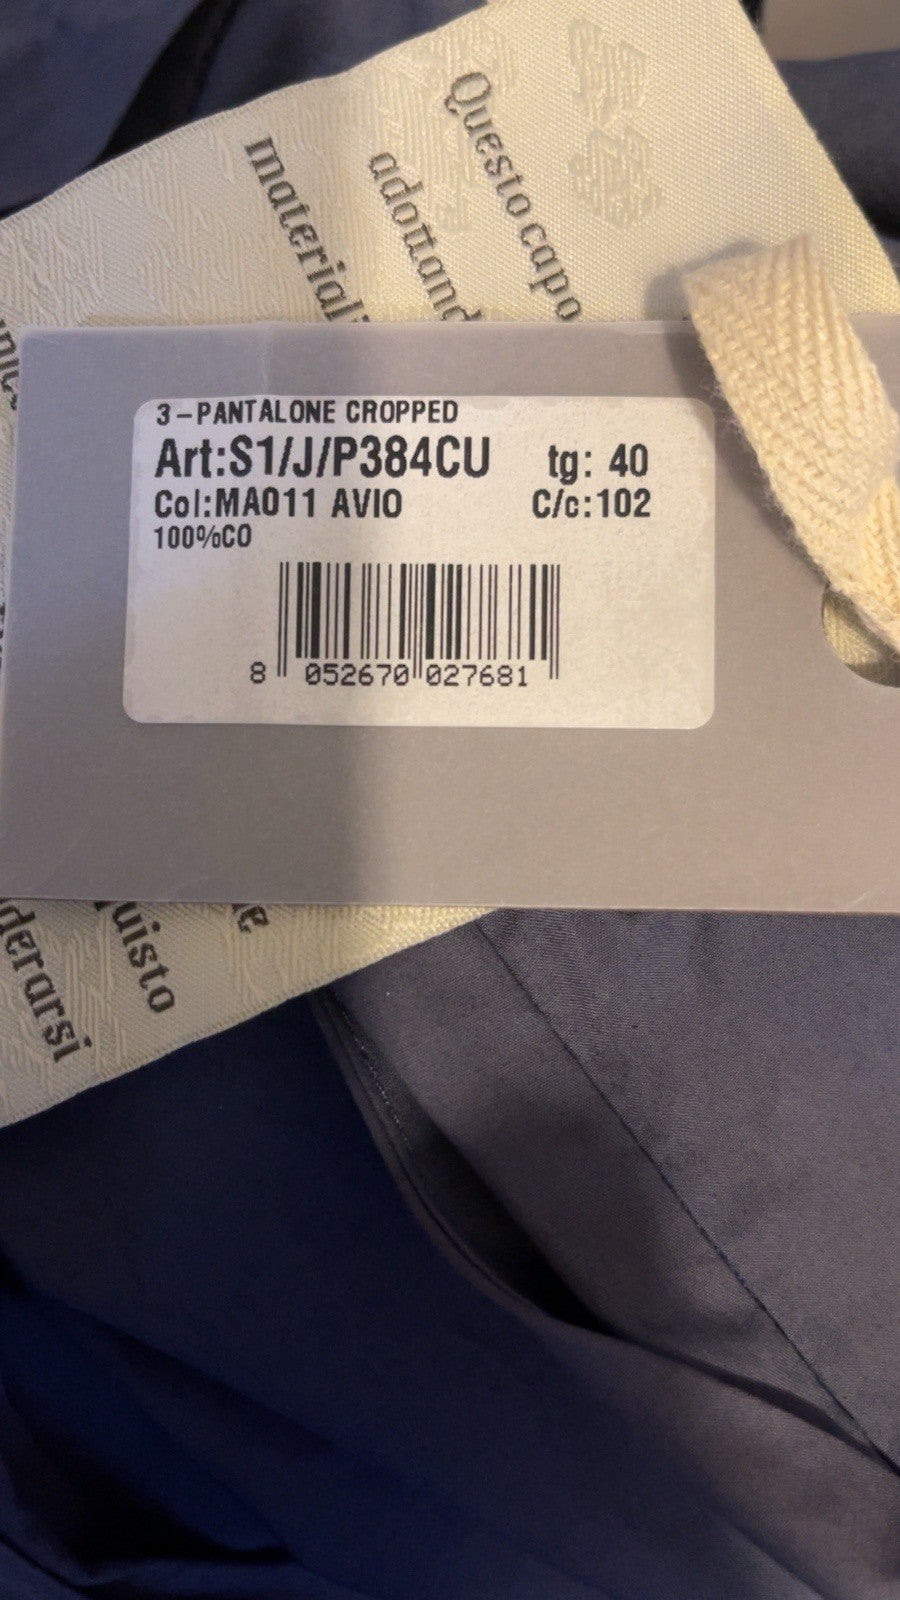 Questo capo
adottand
material
3-PANTALONE CROPPED
Art:S1/J/P384CU tg: 40
Col:MA011 AVIO C/c:102
100%CO
8 052670 027681
uisto
derarsi